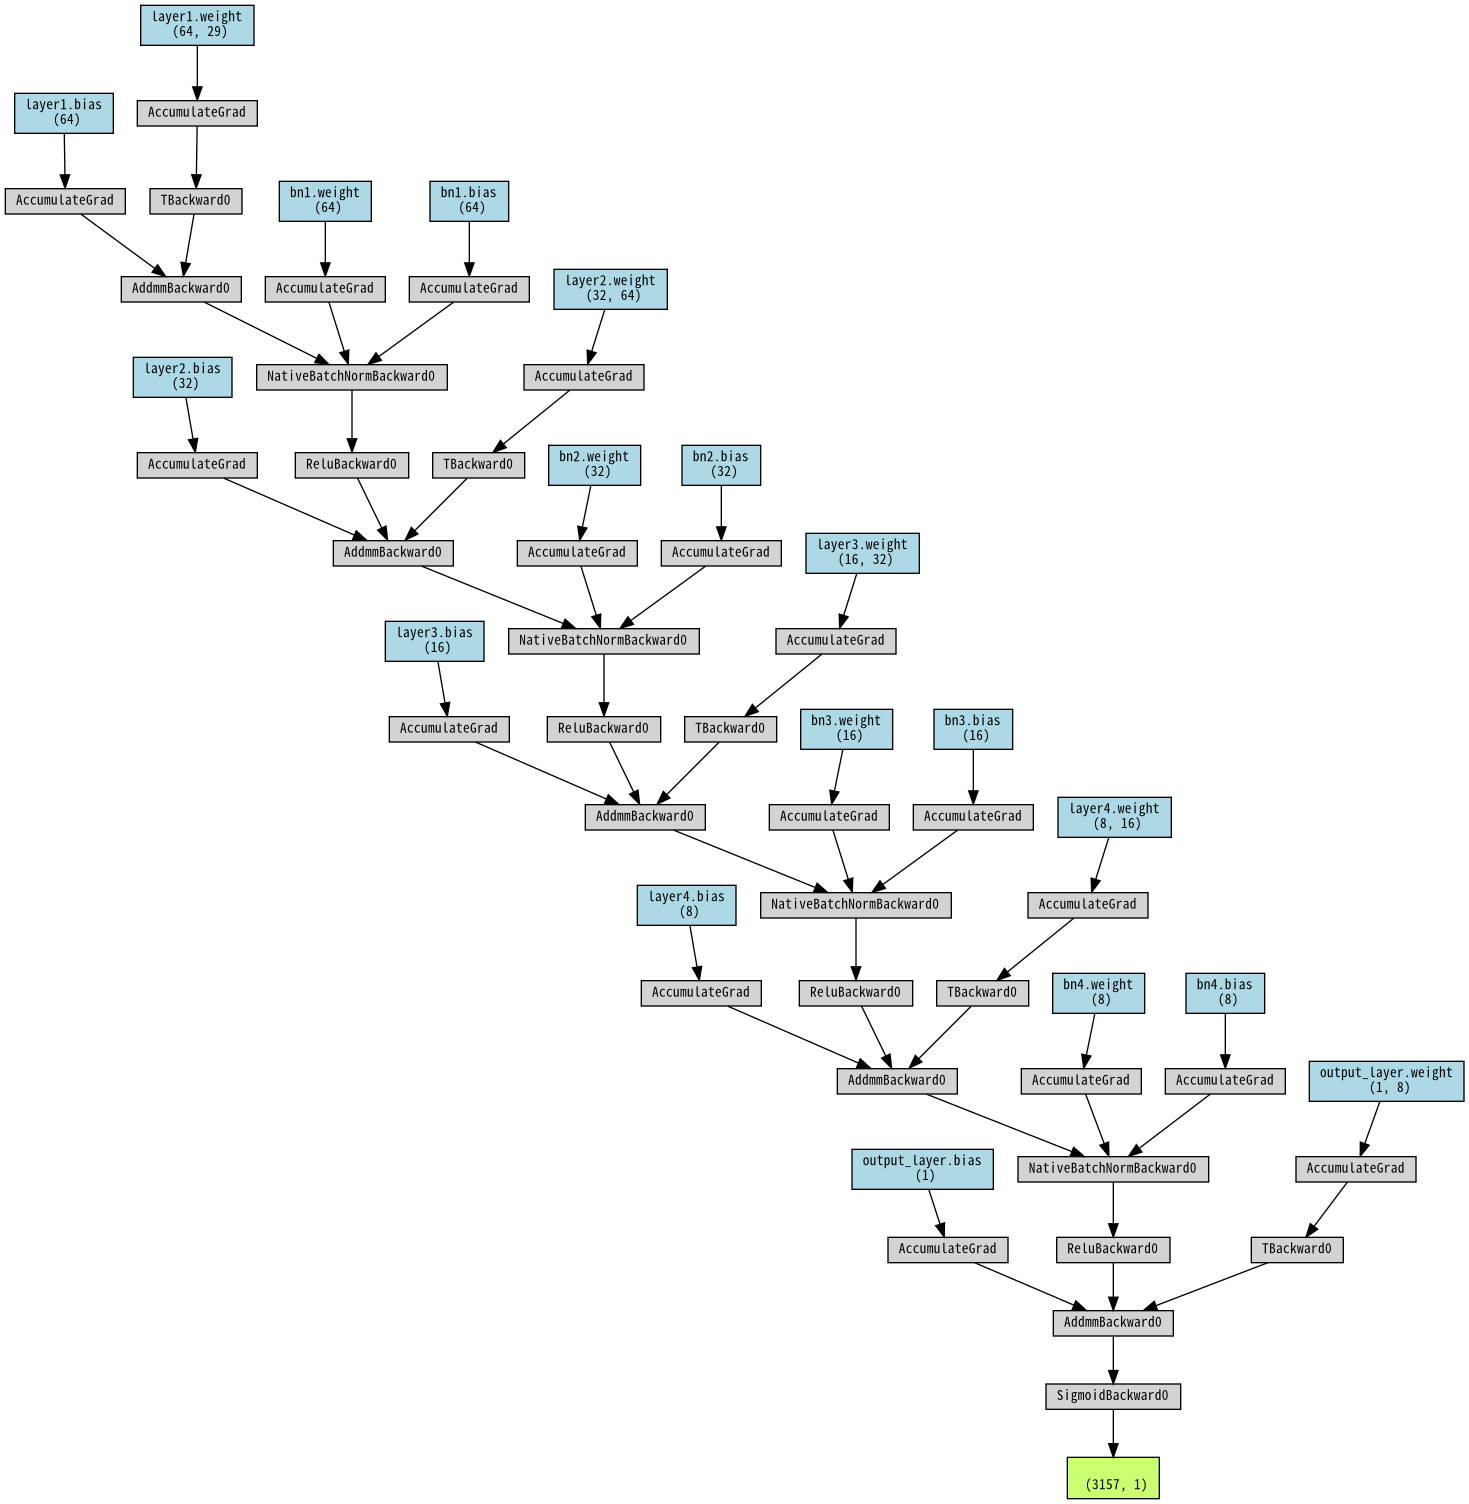 layer1.weight
(64, 29)
layer1.bias
(64)
AccumulateGrad
AccumulateGrad
TBackward0
bn1.weight
(64)
bn1.bias
(64)
AddmmBackward0
AccumulateGrad
AccumulateGrad
layer2.weight
(32, 64)
layer2.bias
(32)
NativeBatchNormBackward0
AccumulateGrad
AccumulateGrad
ReluBackward0
TBackward0
bn2.weight
(32)
bn2.bias
(32)
AddmmBackward0
AccumulateGrad
AccumulateGrad
layer3.weight
(16, 32)
layer3.bias
(16)
NativeBatchNormBackward0
AccumulateGrad
AccumulateGrad
ReluBackward0
TBackward0
bn3.weight
(16)
bn3.bias
(16)
AddmmBackward0
AccumulateGrad
AccumulateGrad
layer4.weight
(8, 16)
layer4.bias
(8)
NativeBatchNormBackward0
AccumulateGrad
AccumulateGrad
ReluBackward0
TBackward0
bn4.weight
(8)
bn4.bias
(8)
AddmmBackward0
AccumulateGrad
AccumulateGrad
output_layer.weight
(1, 8)
output_layer.bias
(1)
NativeBatchNormBackward0
AccumulateGrad
AccumulateGrad
ReluBackward0
TBackward0
AddmmBackward0
SigmoidBackward0
(3157, 1)